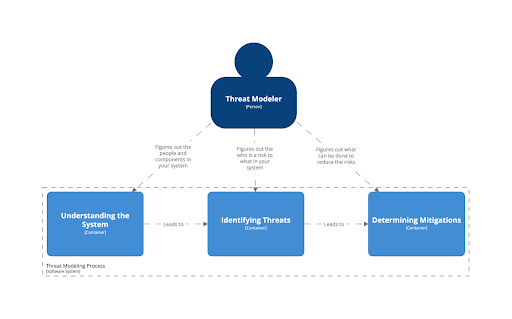 Threat Modeler
[Person]
Figures out the
people and
components in
your system
Figures out the
who is a risk to
what in your
system
Figures out what
can be done to
reduce the risks
Understanding the
System
[Container]
Leads to
Identifying Threats
[Container]
Leads to
Determining Mitigations
[Container]
Threat Modeling Process
[Software System]